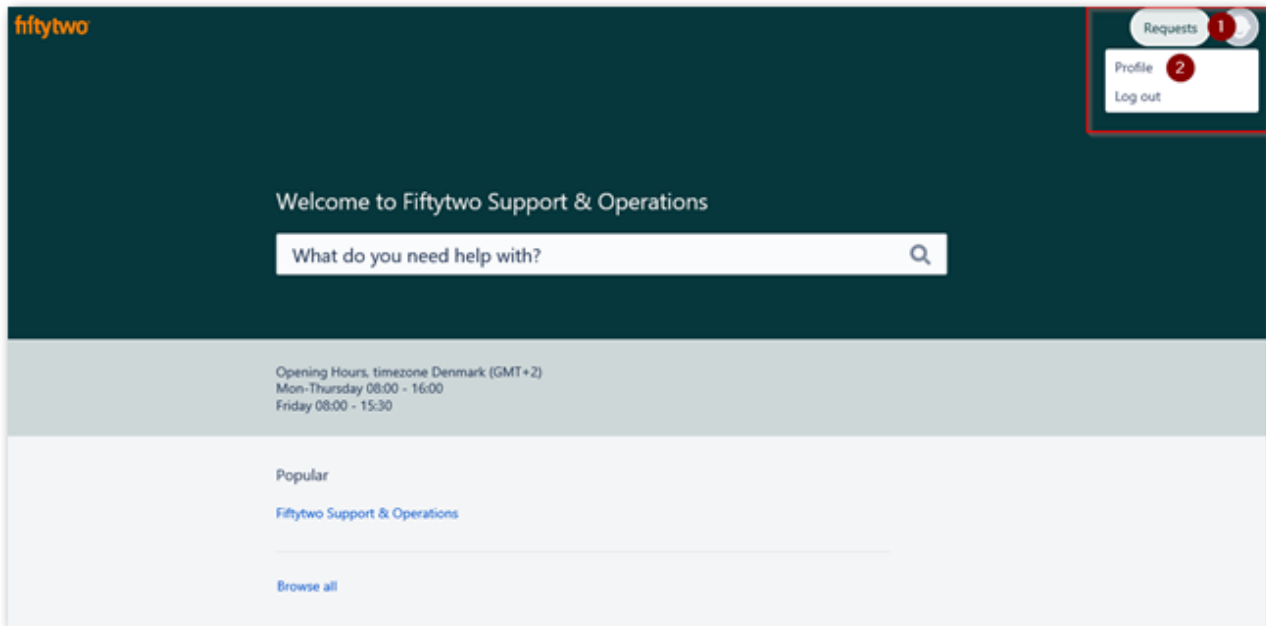 fiftytwo
Requests 1
Profile 2
Log out
Welcome to Fiftytwo Support & Operations
What do you need help with?
Opening Hours, timezone Denmark (GMT+2)
Mon-Thursday 08:00 - 16:00
Friday 08:00 - 15:30
Popular
Fiftytwo Support & Operations
Browse all